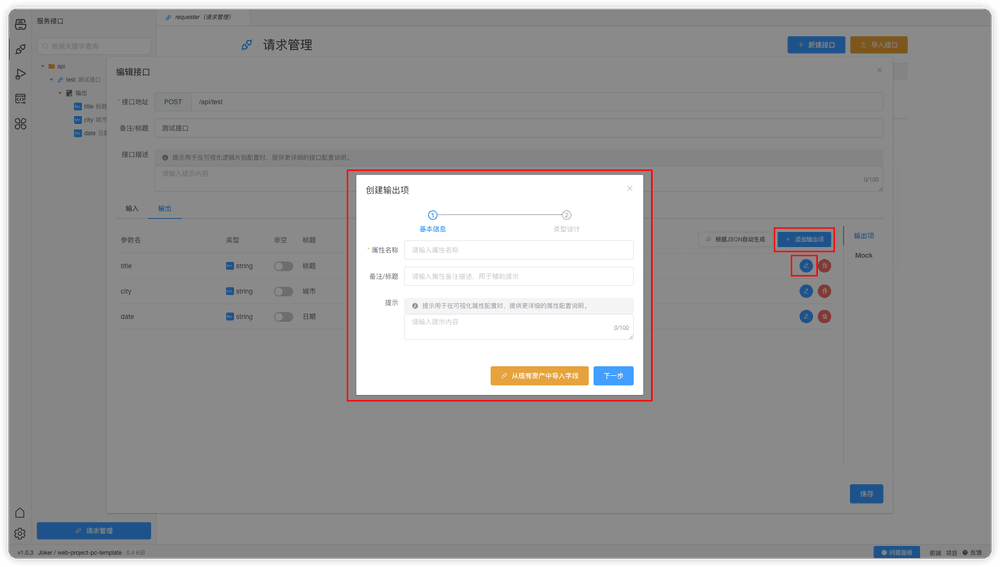 服务接口
requester（请求管理）
根据关键字查询
请求管理
新建接口
导入接口
api
test 测试接口
输出
title 标题
city 城市
date 日期
编辑接口
* 接口地址
POST
/api/test
备注/标题
测试接口
接口描述
提示用于在可视化逻辑片段配置时，提供更详细的接口配置说明。
请输入提示内容
0/100
输入
输出
参数名
类型
非空
标题
根据JSON自动生成
添加输出项
输出项
Mock
title
string
标题
city
string
城市
date
string
日期
创建输出项
1
2
基本信息
类型设计
* 属性名称
请输入属性名称
备注/标题
请输入属性备注描述，用于辅助提示
提示
提示用于在可视化属性配置时，提供更详细的属性配置说明。
请输入提示内容
0/100
从现有资产中导入字段
下一步
保存
请求管理
v1.0.3
Joker / web-project-pc-template
0.4 KiB
问题面板
前端
项目
反馈